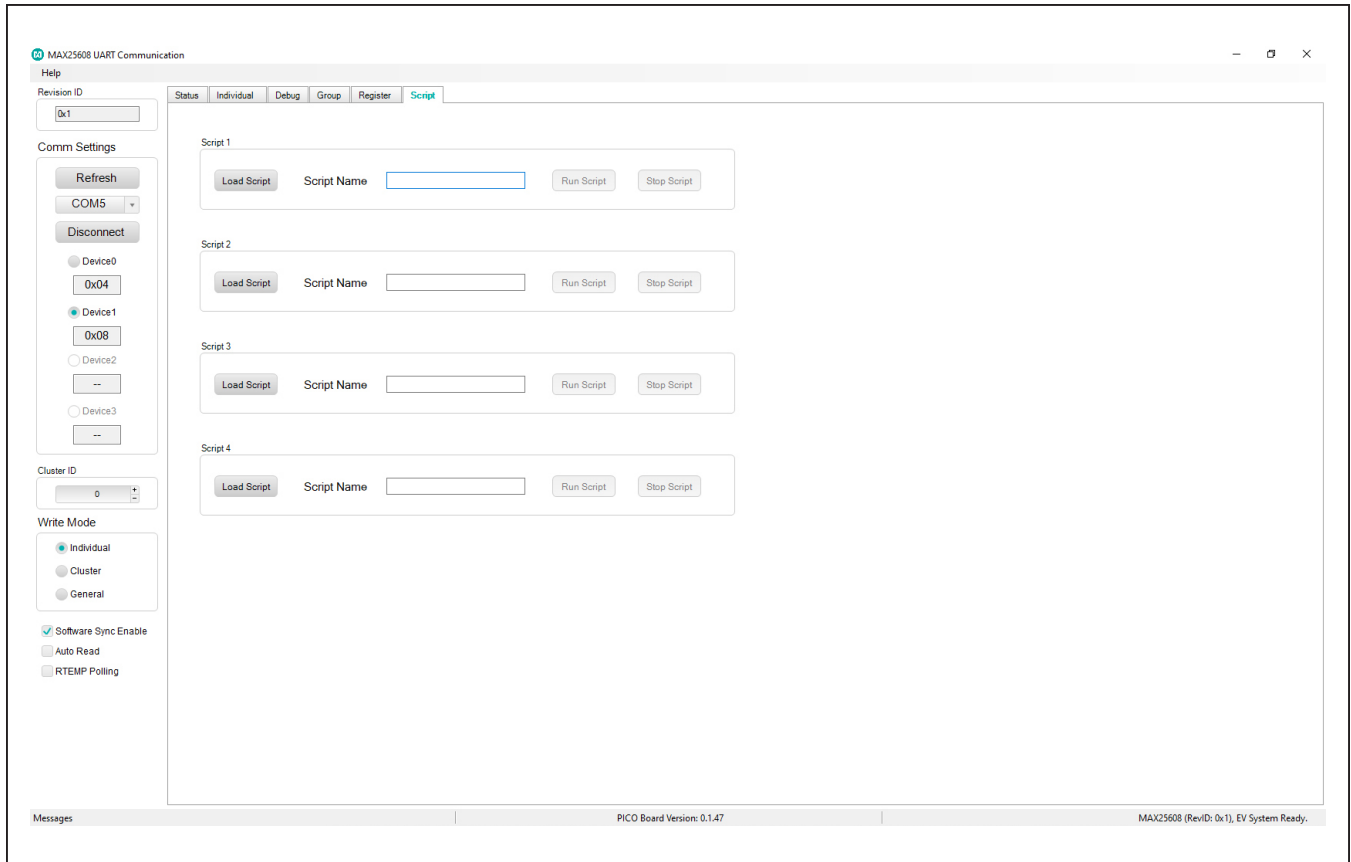 MAX25608 UART Communication
Help
Revision ID
0x1
Status Individual Debug Group Register Script
Comm Settings
Refresh
COM5
Disconnect
Device0
0x04
Device1
0x08
Device2
--
Device3
--
Cluster ID
0 + −
Write Mode
Individual
Cluster
General
Software Sync Enable
Auto Read
RTEMP Polling
Script 1
Load Script Script Name Run Script Stop Script
Script 2
Load Script Script Name Run Script Stop Script
Script 3
Load Script Script Name Run Script Stop Script
Script 4
Load Script Script Name Run Script Stop Script
Messages PICO Board Version: 0.1.47 MAX25608 (RevID: 0x1), EV System Ready.